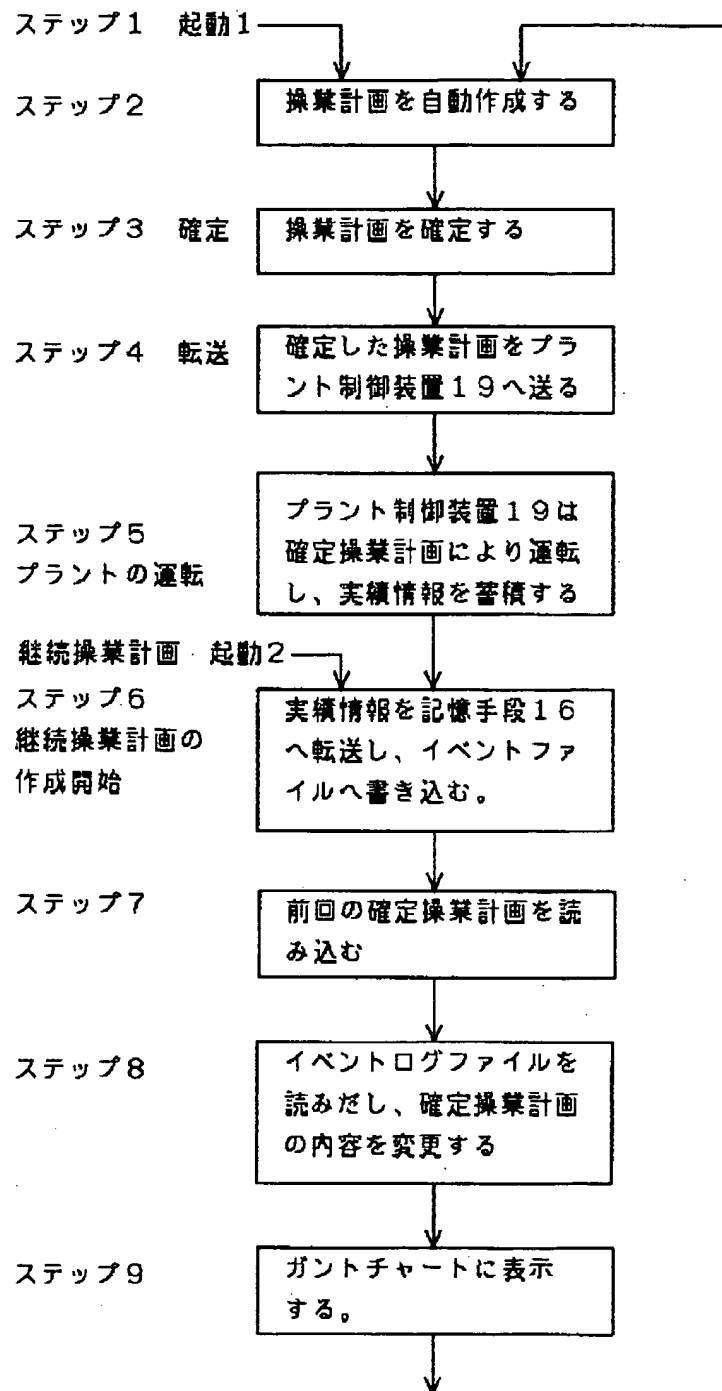 ステップ1 起動1
ステップ2
操業計画を自動作成する
ステップ3 確定
操業計画を確定する
ステップ4 転送
確定した操業計画をプラ
ント制御装置19へ送る
ステップ5
プラントの運転
プラント制御装置19は
確定操業計画により運転
し、実績情報を蓄積する
継続操業計画 起動2
ステップ6
継続操業計画の
作成開始
実績情報を記憶手段16
へ転送し、イベントファ
イルへ書き込む。
ステップ7
前回の確定操業計画を読
み込む
ステップ8
イベントログファイルを
読みだし、確定操業計画
の内容を変更する
ステップ9
ガントチャートに表示
する。